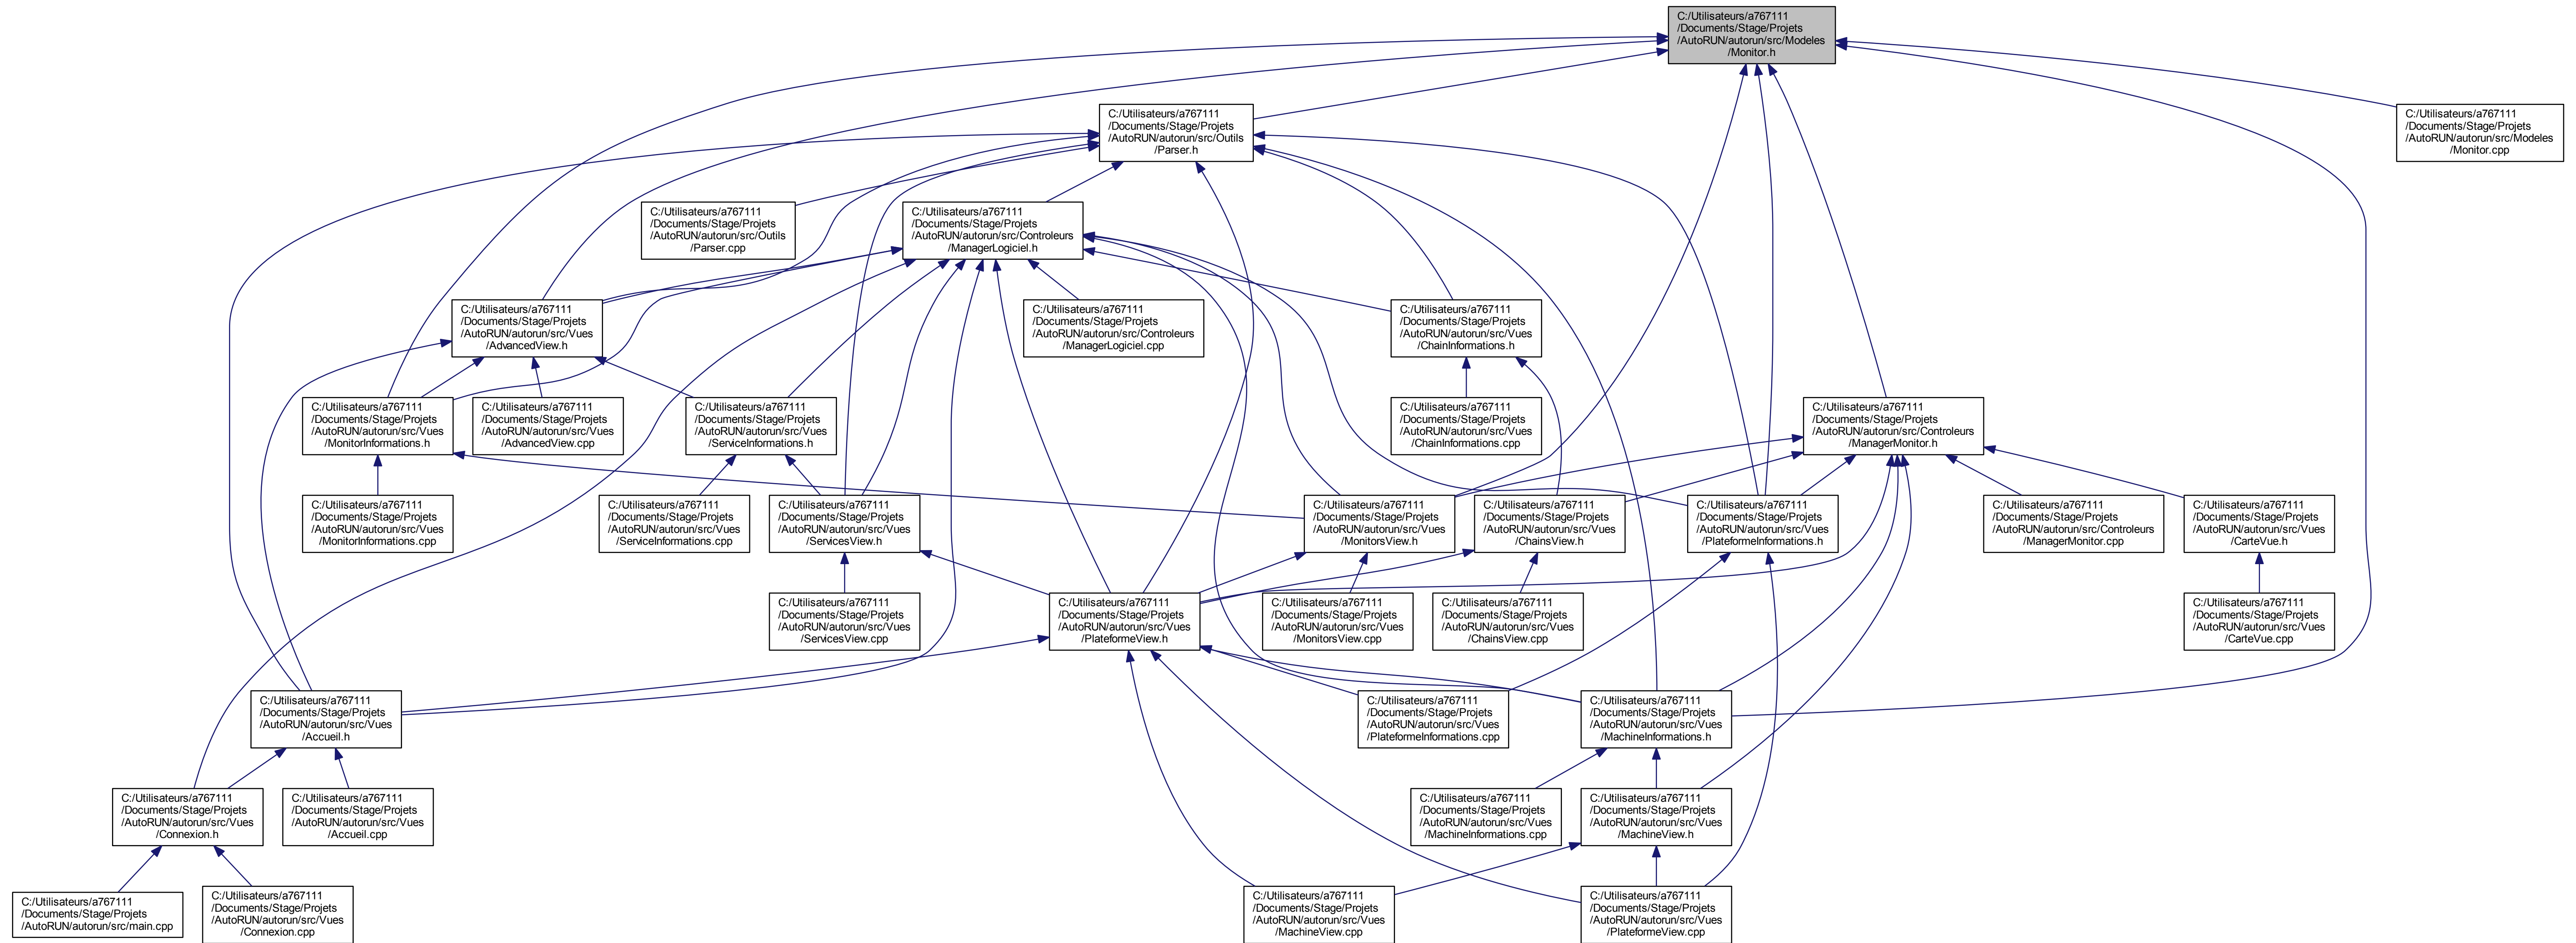 C:/Utilisateurs/a767111
/Documents/Stage/Projets
/AutoRUN/autorun/src/Modeles
/Monitor.h
C:/Utilisateurs/a767111
/Documents/Stage/Projets
/AutoRUN/autorun/src/Outils
/Parser.h
C:/Utilisateurs/a767111
/Documents/Stage/Projets
/AutoRUN/autorun/src/Modeles
/Monitor.cpp
C:/Utilisateurs/a767111
/Documents/Stage/Projets
/AutoRUN/autorun/src/Outils
/Parser.cpp
C:/Utilisateurs/a767111
/Documents/Stage/Projets
/AutoRUN/autorun/src/Controleurs
/ManagerLogiciel.h
C:/Utilisateurs/a767111
/Documents/Stage/Projets
/AutoRUN/autorun/src/Vues
/AdvancedView.h
C:/Utilisateurs/a767111
/Documents/Stage/Projets
/AutoRUN/autorun/src/Controleurs
/ManagerLogiciel.cpp
C:/Utilisateurs/a767111
/Documents/Stage/Projets
/AutoRUN/autorun/src/Vues
/ChainInformations.h
C:/Utilisateurs/a767111
/Documents/Stage/Projets
/AutoRUN/autorun/src/Vues
/MonitorInformations.h
C:/Utilisateurs/a767111
/Documents/Stage/Projets
/AutoRUN/autorun/src/Vues
/AdvancedView.cpp
C:/Utilisateurs/a767111
/Documents/Stage/Projets
/AutoRUN/autorun/src/Vues
/ServiceInformations.h
C:/Utilisateurs/a767111
/Documents/Stage/Projets
/AutoRUN/autorun/src/Vues
/ChainInformations.cpp
C:/Utilisateurs/a767111
/Documents/Stage/Projets
/AutoRUN/autorun/src/Controleurs
/ManagerMonitor.h
C:/Utilisateurs/a767111
/Documents/Stage/Projets
/AutoRUN/autorun/src/Vues
/MonitorInformations.cpp
C:/Utilisateurs/a767111
/Documents/Stage/Projets
/AutoRUN/autorun/src/Vues
/ServiceInformations.cpp
C:/Utilisateurs/a767111
/Documents/Stage/Projets
/AutoRUN/autorun/src/Vues
/ServicesView.h
C:/Utilisateurs/a767111
/Documents/Stage/Projets
/AutoRUN/autorun/src/Vues
/MonitorsView.h
C:/Utilisateurs/a767111
/Documents/Stage/Projets
/AutoRUN/autorun/src/Vues
/ChainsView.h
C:/Utilisateurs/a767111
/Documents/Stage/Projets
/AutoRUN/autorun/src/Vues
/PlateformeInformations.h
C:/Utilisateurs/a767111
/Documents/Stage/Projets
/AutoRUN/autorun/src/Controleurs
/ManagerMonitor.cpp
C:/Utilisateurs/a767111
/Documents/Stage/Projets
/AutoRUN/autorun/src/Vues
/CarteVue.h
C:/Utilisateurs/a767111
/Documents/Stage/Projets
/AutoRUN/autorun/src/Vues
/ServicesView.cpp
C:/Utilisateurs/a767111
/Documents/Stage/Projets
/AutoRUN/autorun/src/Vues
/PlateformeView.h
C:/Utilisateurs/a767111
/Documents/Stage/Projets
/AutoRUN/autorun/src/Vues
/MonitorsView.cpp
C:/Utilisateurs/a767111
/Documents/Stage/Projets
/AutoRUN/autorun/src/Vues
/ChainsView.cpp
C:/Utilisateurs/a767111
/Documents/Stage/Projets
/AutoRUN/autorun/src/Vues
/CarteVue.cpp
C:/Utilisateurs/a767111
/Documents/Stage/Projets
/AutoRUN/autorun/src/Vues
/Accueil.h
C:/Utilisateurs/a767111
/Documents/Stage/Projets
/AutoRUN/autorun/src/Vues
/PlateformeInformations.cpp
C:/Utilisateurs/a767111
/Documents/Stage/Projets
/AutoRUN/autorun/src/Vues
/MachineInformations.h
C:/Utilisateurs/a767111
/Documents/Stage/Projets
/AutoRUN/autorun/src/Vues
/Connexion.h
C:/Utilisateurs/a767111
/Documents/Stage/Projets
/AutoRUN/autorun/src/Vues
/Accueil.cpp
C:/Utilisateurs/a767111
/Documents/Stage/Projets
/AutoRUN/autorun/src/Vues
/MachineInformations.cpp
C:/Utilisateurs/a767111
/Documents/Stage/Projets
/AutoRUN/autorun/src/Vues
/MachineView.h
C:/Utilisateurs/a767111
/Documents/Stage/Projets
/AutoRUN/autorun/src/main.cpp
C:/Utilisateurs/a767111
/Documents/Stage/Projets
/AutoRUN/autorun/src/Vues
/Connexion.cpp
C:/Utilisateurs/a767111
/Documents/Stage/Projets
/AutoRUN/autorun/src/Vues
/MachineView.cpp
C:/Utilisateurs/a767111
/Documents/Stage/Projets
/AutoRUN/autorun/src/Vues
/PlateformeView.cpp